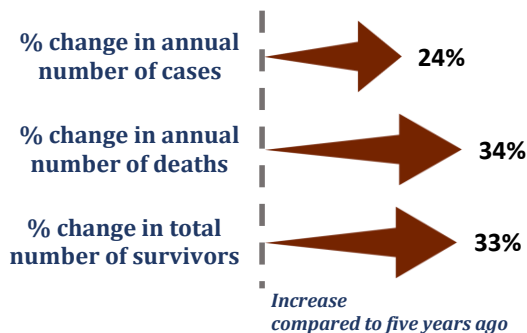 % change in annual
number of cases
24%
% change in annual
number of deaths
34%
% change in total
number of survivors
33%
Increase
compared to five years ago